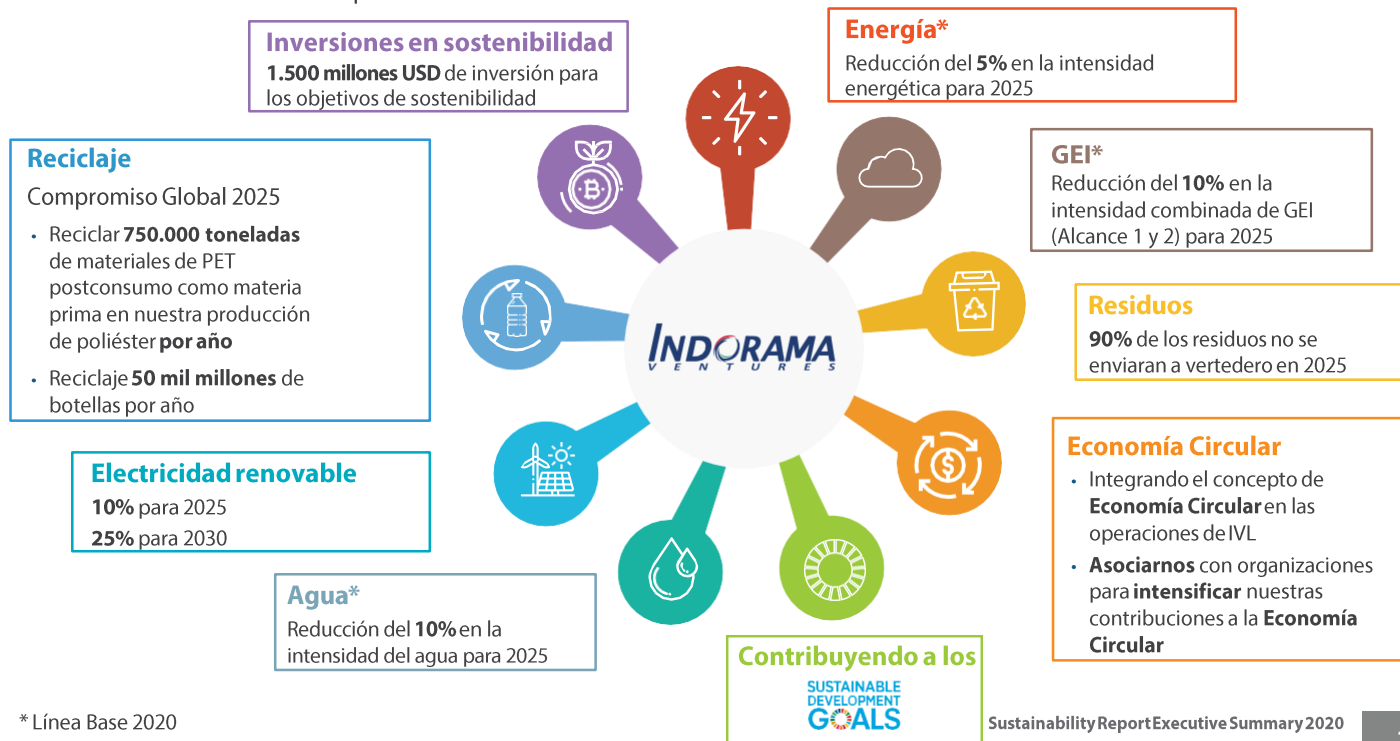 Inversiones en sostenibilidad
1.500 millones USD de inversión para
los objetivos de sostenibilidad
Energía*
Reducción del 5% en la intensidad
energética para 2025
GEI*
Reducción del 10% en la
intensidad combinada de GEI
(Alcance 1 y 2) para 2025
Reciclaje
Compromiso Global 2025
• Reciclar 750.000 toneladas
de materiales de PET
postconsumo como materia
prima en nuestra producción
de poliéster por año
• Reciclaje 50 mil millones de
botellas por año
INDORAMA
VENTURES
Residuos
90% de los residuos no se
enviaran a vertedero en 2025
Economía Circular
• Integrando el concepto de
Economía Circular en las
operaciones de IVL
• Asociarnos con organizaciones
para intensificar nuestras
contribuciones a la Economía
Circular
Electricidad renovable
10% para 2025
25% para 2030
Agua*
Reducción del 10% en la
intensidad del agua para 2025
Contribuyendo a los
SUSTAINABLE
DEVELOPMENT
GOALS
* Línea Base 2020
Sustainability Report Executive Summary 2020